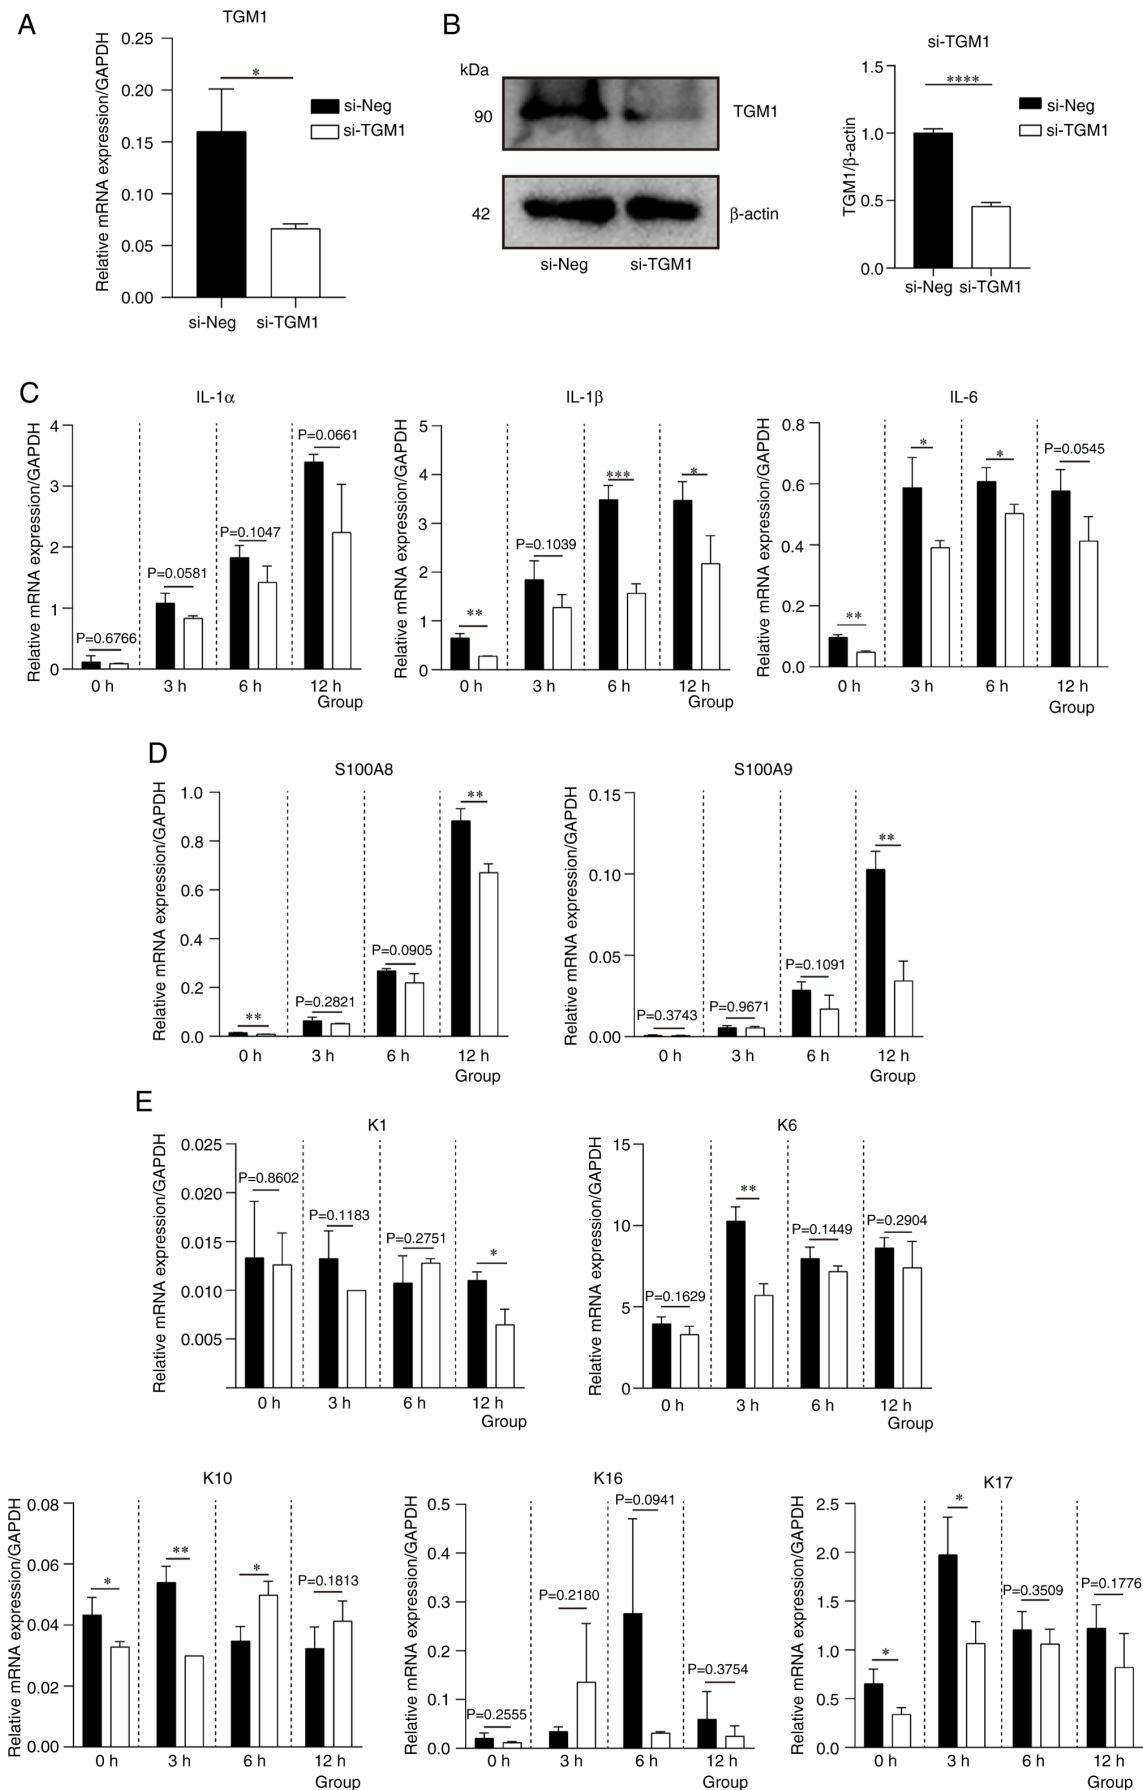 A
TGM1
Relative mRNA expression/GAPDH
0.25
0.20
0.15
0.10
0.05
0.00
*
si-Neg
si-TGM1
si-Neg
si-TGM1
B
kDa
90
TGM1
42
β-actin
si-Neg
si-TGM1
si-TGM1
TGM1/β-actin
1.5
1.0
0.5
0.0
****
si-Neg
si-TGM1
si-Neg
si-TGM1
C
IL-1α
Relative mRNA expression/GAPDH
4
3
2
1
0
P=0.6766
P=0.0581
P=0.1047
P=0.0661
0 h
3 h
6 h
12 h
Group
IL-1β
Relative mRNA expression/GAPDH
5
4
3
2
1
0
**
P=0.1039
***
*
0 h
3 h
6 h
12 h
Group
IL-6
Relative mRNA expression/GAPDH
0.8
0.6
0.4
0.2
0.0
**
*
*
P=0.0545
0 h
3 h
6 h
12 h
Group
D
S100A8
Relative mRNA expression/GAPDH
1.0
0.8
0.6
0.4
0.2
0.0
**
P=0.2821
P=0.0905
**
0 h
3 h
6 h
12 h
Group
S100A9
Relative mRNA expression/GAPDH
0.15
0.10
0.05
0.00
P=0.3743
P=0.9671
P=0.1091
**
0 h
3 h
6 h
12 h
Group
E
K1
Relative mRNA expression/GAPDH
0.025
0.020
0.015
0.010
0.005
P=0.8602
P=0.1183
P=0.2751
*
0 h
3 h
6 h
12 h
Group
K6
Relative mRNA expression/GAPDH
15
10
5
0
P=0.1629
**
P=0.1449
P=0.2904
0 h
3 h
6 h
12 h
Group
K10
Relative mRNA expression/GAPDH
0.08
0.06
0.04
0.02
0.00
*
**
*
P=0.1813
0 h
3 h
6 h
12 h
Group
K16
Relative mRNA expression/GAPDH
0.5
0.4
0.3
0.2
0.1
0.0
P=0.2555
P=0.2180
P=0.0941
P=0.3754
0 h
3 h
6 h
12 h
Group
K17
Relative mRNA expression/GAPDH
2.5
2.0
1.5
1.0
0.5
0.0
*
*
P=0.3509
P=0.1776
0 h
3 h
6 h
12 h
Group